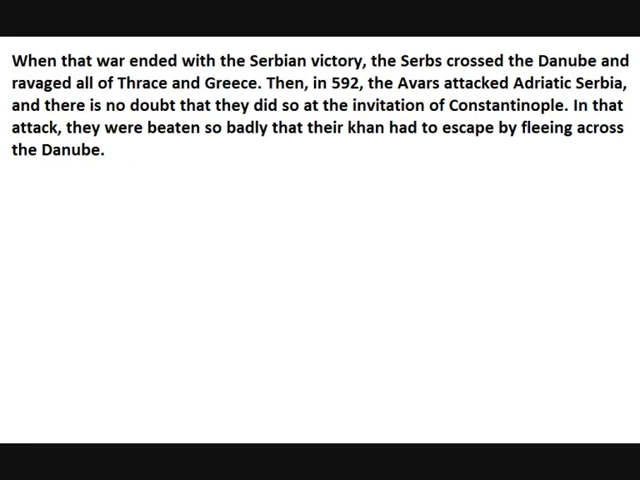 When that war ended with the Serbian victory, the Serbs crossed the Danube and
ravaged all of Thrace and Greece. Then, in 592, the Avars attacked Adriatic Serbia,
and there is no doubt that they did so at the invitation of Constantinople. In that
attack, they were beaten so badly that their khan had to escape by fleeing across
the Danube.